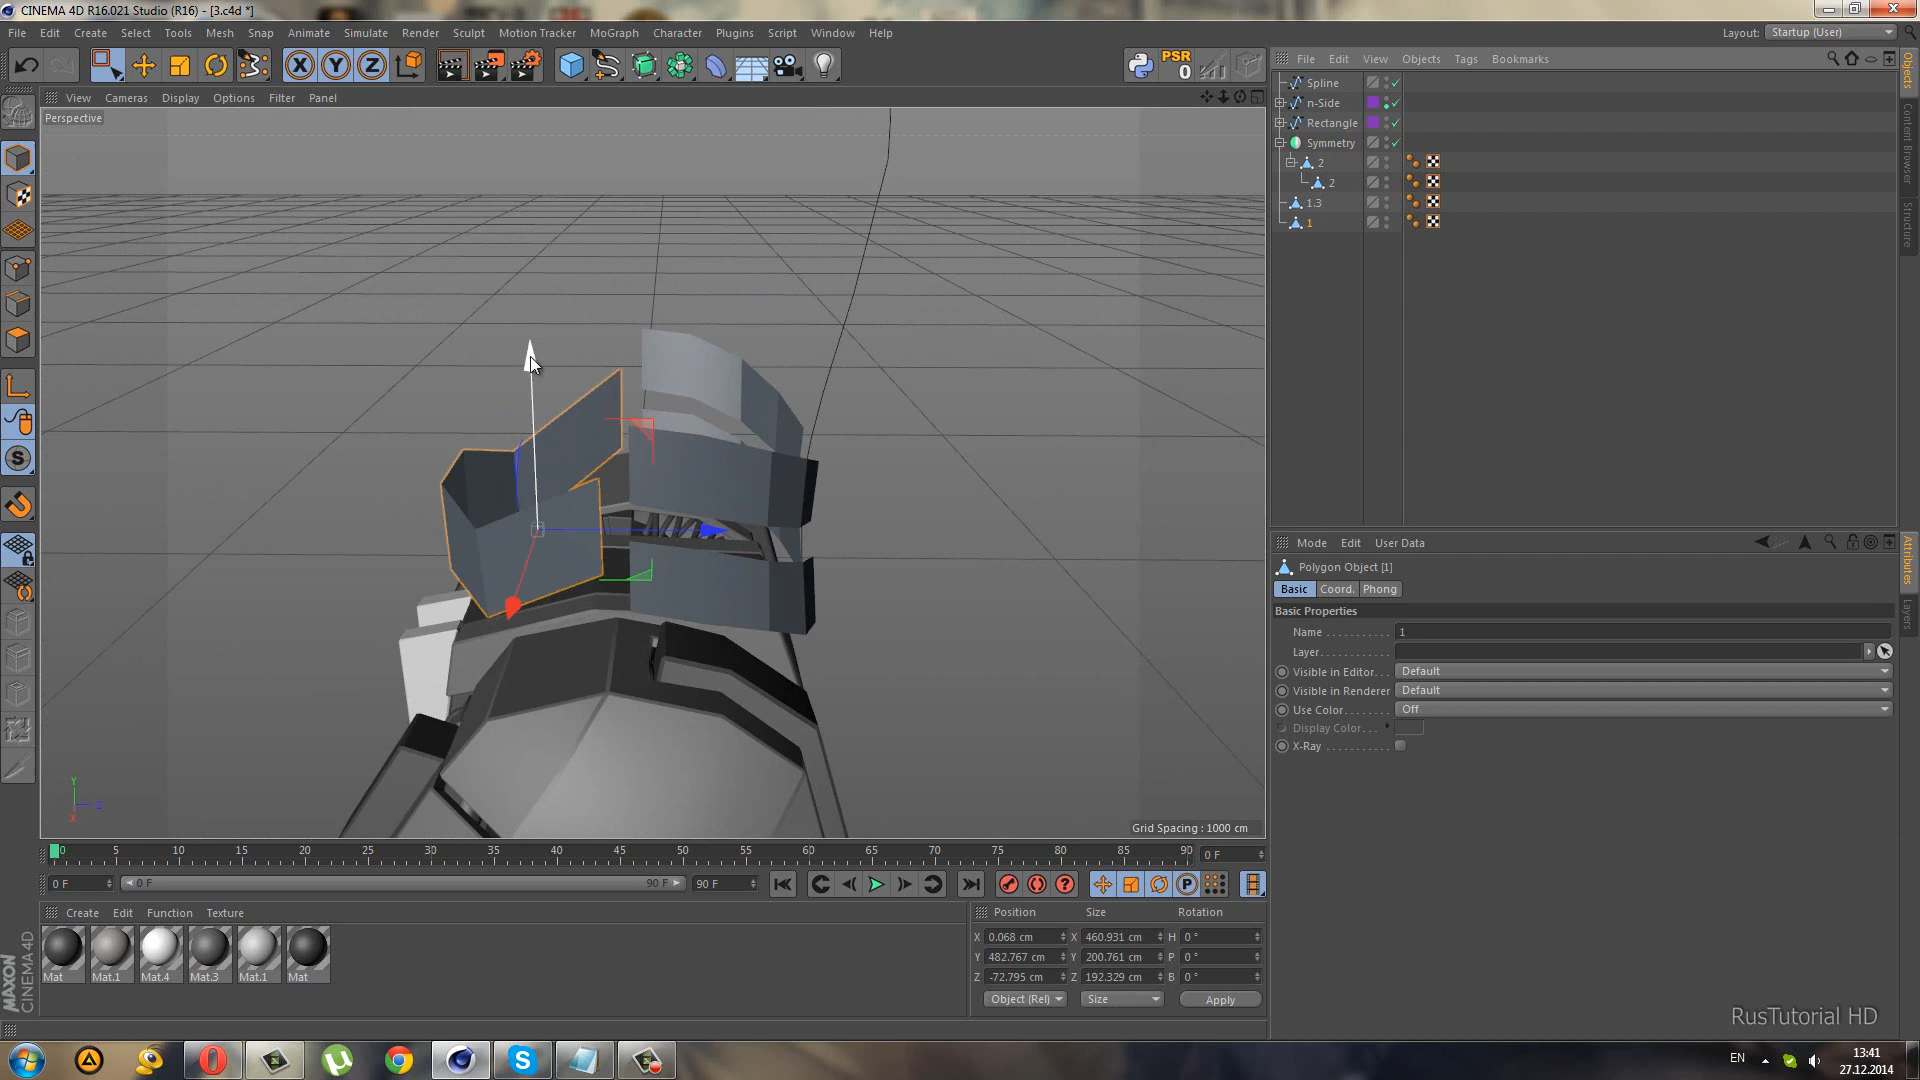 CINEMA 4D R16.021 Studio (R16) - [3.c4d *]
File Edit Create Select Tools Mesh Snap Animate Simulate Render Sculpt Motion Tracker MoGraph Character Plugins Script Window Help
Layout: Startup (User)
X Y Z
PSR
0
File Edit View Objects Tags Bookmarks
View Cameras Display Options Filter Panel
Perspective
Spline
n-Side
Rectangle
Symmetry
2
2
1.3
1
Objects
Content Browser
Structure
Mode Edit User Data
Polygon Object [1]
Basic Coord. Phong
Basic Properties
Name 1
Layer
Visible in Editor Default
Visible in Renderer Default
Use Color Off
Display Color
X-Ray
Attributes
Layers
Y
Z
X
Grid Spacing : 1000 cm
0 5 10 15 20 25 30 35 40 45 50 55 60 65 70 75 80 85 90
0 F
0 F 0 F 90 F 90 F
Create Edit Function Texture
Mat Mat.1 Mat.4 Mat.3 Mat.1 Mat
MAXON
CINEMA 4D
Position Size Rotation
X 0.068 cm X 460.931 cm H 0 °
Y 482.767 cm Y 200.761 cm P 0 °
Z -72.795 cm Z 192.329 cm B 0 °
Object (Rel) Size Apply
RusTutorial HD
EN
13:41
27.12.2014